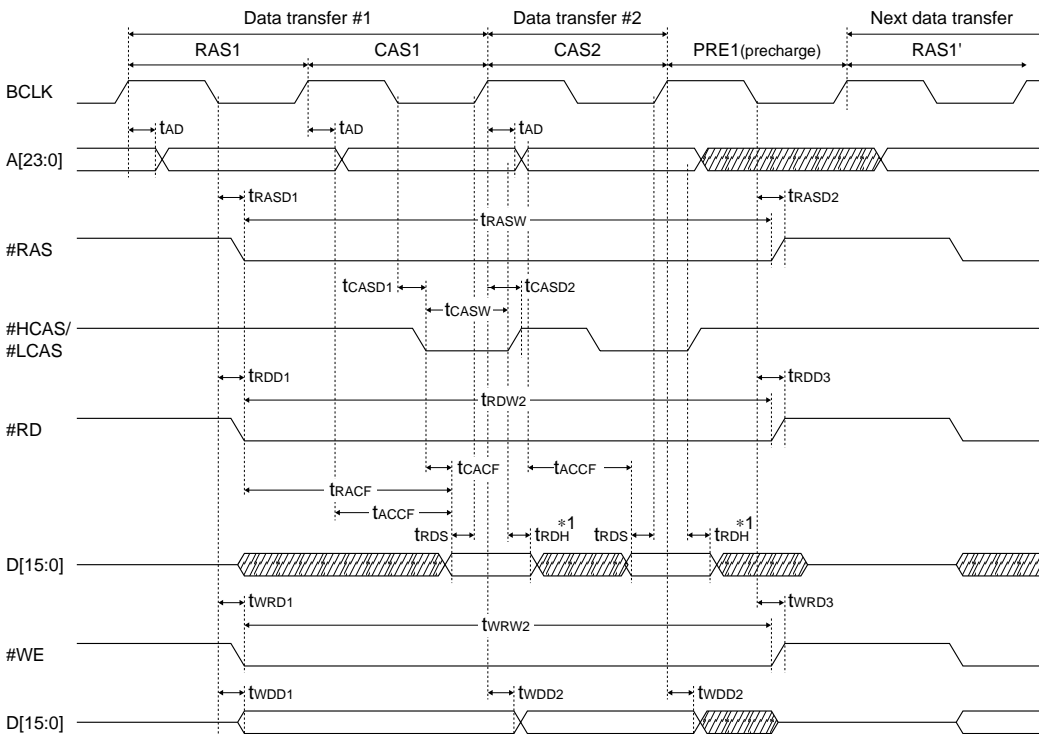 Data transfer #1 Data transfer #2 Next data transfer
RAS1 CAS1 CAS2 PRE1(precharge) RAS1'
BCLK
tAD tAD tAD
A[23:0]
tRASD1 tRASD2
tRASW
#RAS
tCASD1 tCASD2
tCASW
#HCAS/
#LCAS
tRDD1 tRDD3
tRDW2
#RD
tCACF tACCF
tRACF
tACCF
tRDS tRDH*1 tRDS tRDH*1
D[15:0]
tWRD1 tWRD3
tWRW2
#WE
tWDD1 tWDD2 tWDD2
D[15:0]